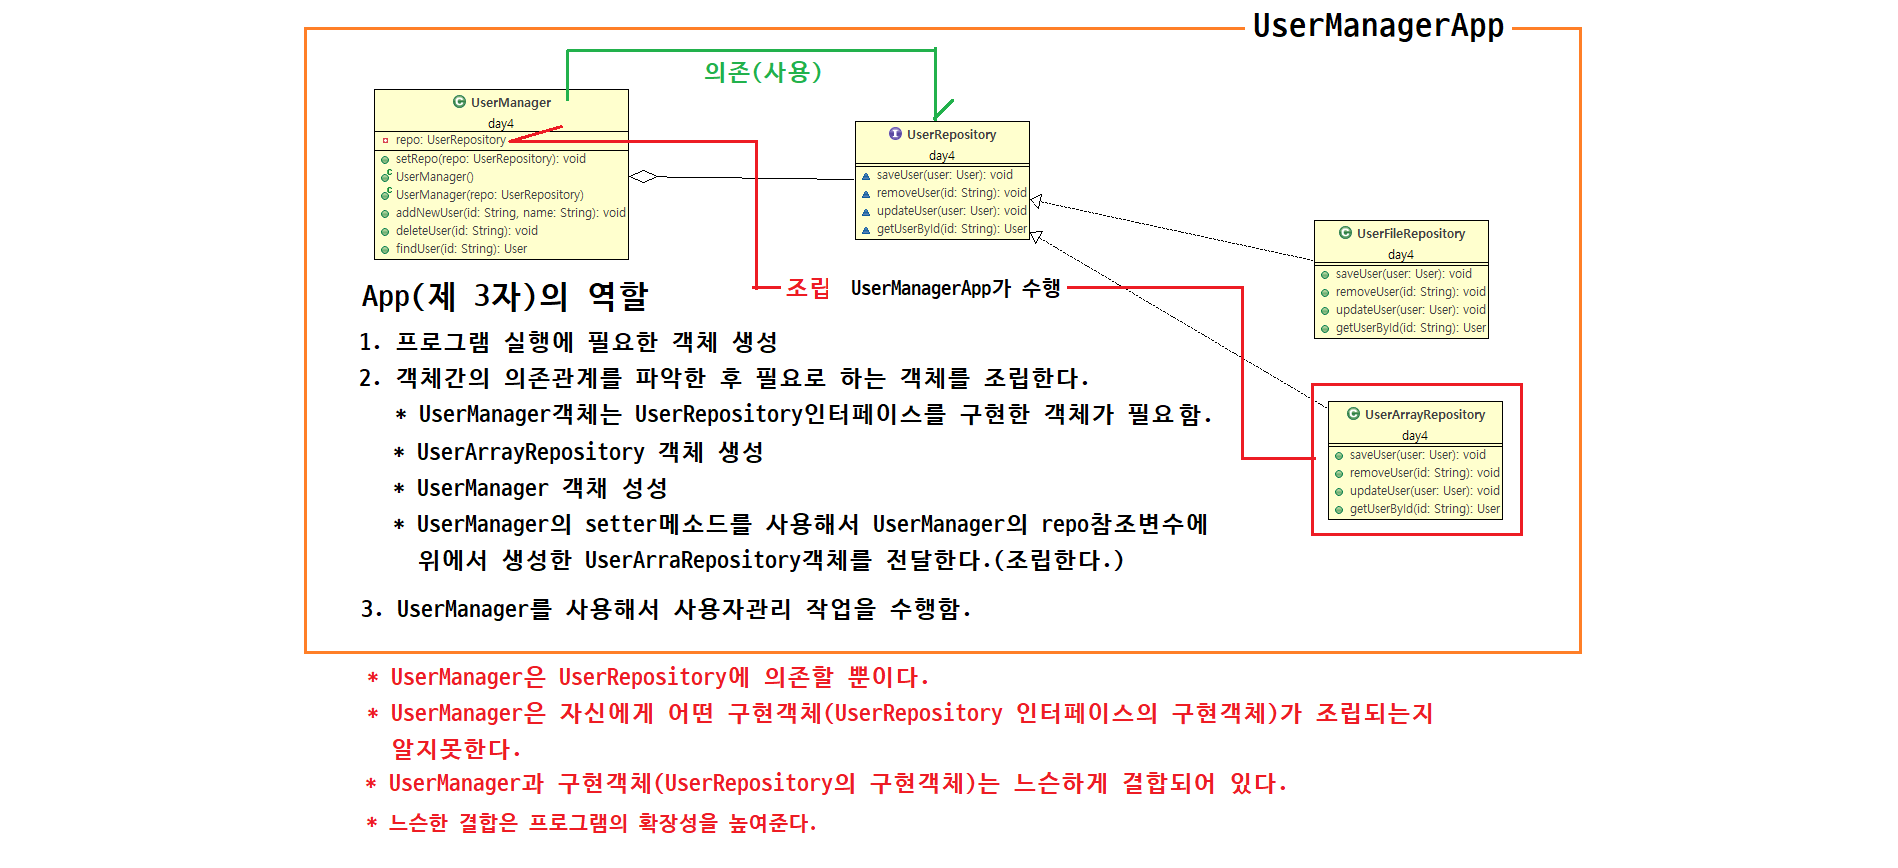 UserManagerApp
의존(사용)
UserManager
day4
repo: UserRepository
setRepo(repo: UserRepository): void
UserManager()
UserManager(repo: UserRepository)
addNewUser(id: String, name: String): void
deleteUser(id: String): void
findUser(id: String): User
UserRepository
day4
saveUser(user: User): void
removeUser(id: String): void
updateUser(user: User): void
getUserById(id: String): User
UserFileRepository
day4
saveUser(user: User): void
removeUser(id: String): void
updateUser(user: User): void
getUserById(id: String): User
조립 UserManagerApp가 수행
UserArrayRepository
day4
saveUser(user: User): void
removeUser(id: String): void
updateUser(user: User): void
getUserById(id: String): User
App(제 3자)의 역할
1. 프로그램 실행에 필요한 객체 생성
2. 객체간의 의존관계를 파악한 후 필요로 하는 객체를 조립한다.
* UserManager객체는 UserRepository인터페이스를 구현한 객체가 필요함.
* UserArrayRepository 객체 생성
* UserManager 객채 성성
* UserManager의 setter메소드를 사용해서 UserManager의 repo참조변수에
위에서 생성한 UserArraRepository객체를 전달한다.(조립한다.)
3. UserManager를 사용해서 사용자관리 작업을 수행함.
* UserManager은 UserRepository에 의존할 뿐이다.
* UserManager은 자신에게 어떤 구현객체(UserRepository 인터페이스의 구현객체)가 조립되는지
알지못한다.
* UserManager과 구현객체(UserRepository의 구현객체)는 느슨하게 결합되어 있다.
* 느슨한 결합은 프로그램의 확장성을 높여준다.